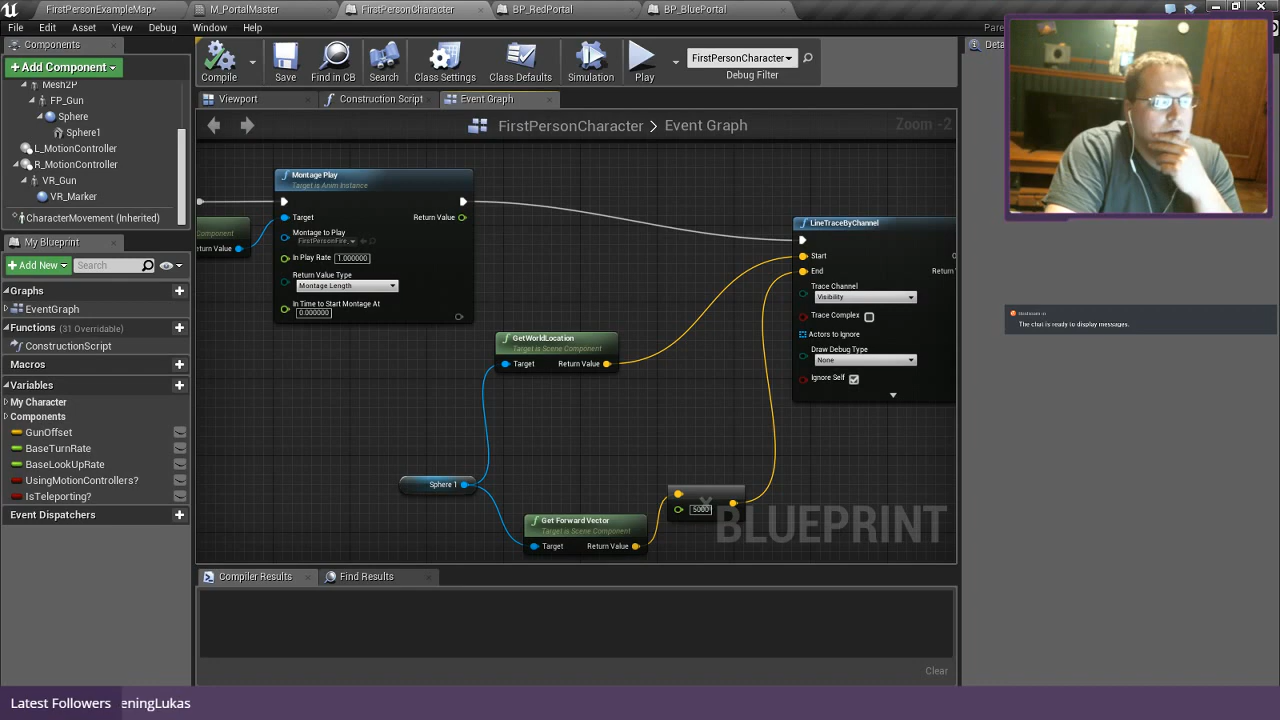 FirstPersonExampleMap*
M_PortalMaster
FirstPersonCharacter
BP_RedPortal
BP_BluePortal
File Edit Asset View Debug Window Help
Components
+ Add Component
Mesh2P
FP_Gun
Sphere
Sphere1
L_MotionController
R_MotionController
VR_Gun
VR_Marker
CharacterMovement (Inherited)
My Blueprint
+ Add New
Search
Graphs
EventGraph
Functions (31 Overridable)
ConstructionScript
Macros
Variables
My Character
Components
GunOffset
BaseTurnRate
BaseLookUpRate
UsingMotionControllers?
IsTeleporting?
Event Dispatchers
Compile
Save
Find in CB
Search
Class Settings
Class Defaults
Simulation
Play
FirstPersonCharacter
Debug Filter
Viewport
Construction Script
Event Graph
FirstPersonCharacter > Event Graph
Zoom -2
Montage Play
Target is Anim Instance
Target
Return Value
Montage to Play
FirstPersonFire_
In Play Rate 1.000000
Return Value Type
Montage Length
In Time to Start Montage At
0.000000
Component
turn Value
GetWorldLocation
Target is Scene Component
Target Return Value
Sphere 1
Get Forward Vector
Target is Scene Component
Target Return Value
5000
LineTraceByChannel
Start
End
Return
Trace Channel
Visibility
Trace Complex
Actors to Ignore
Draw Debug Type
None
Ignore Self
BLUEPRINT
Compiler Results
Find Results
Clear
Deta
Pare
The chat is ready to display messages.
Latest Followers
eningLukas